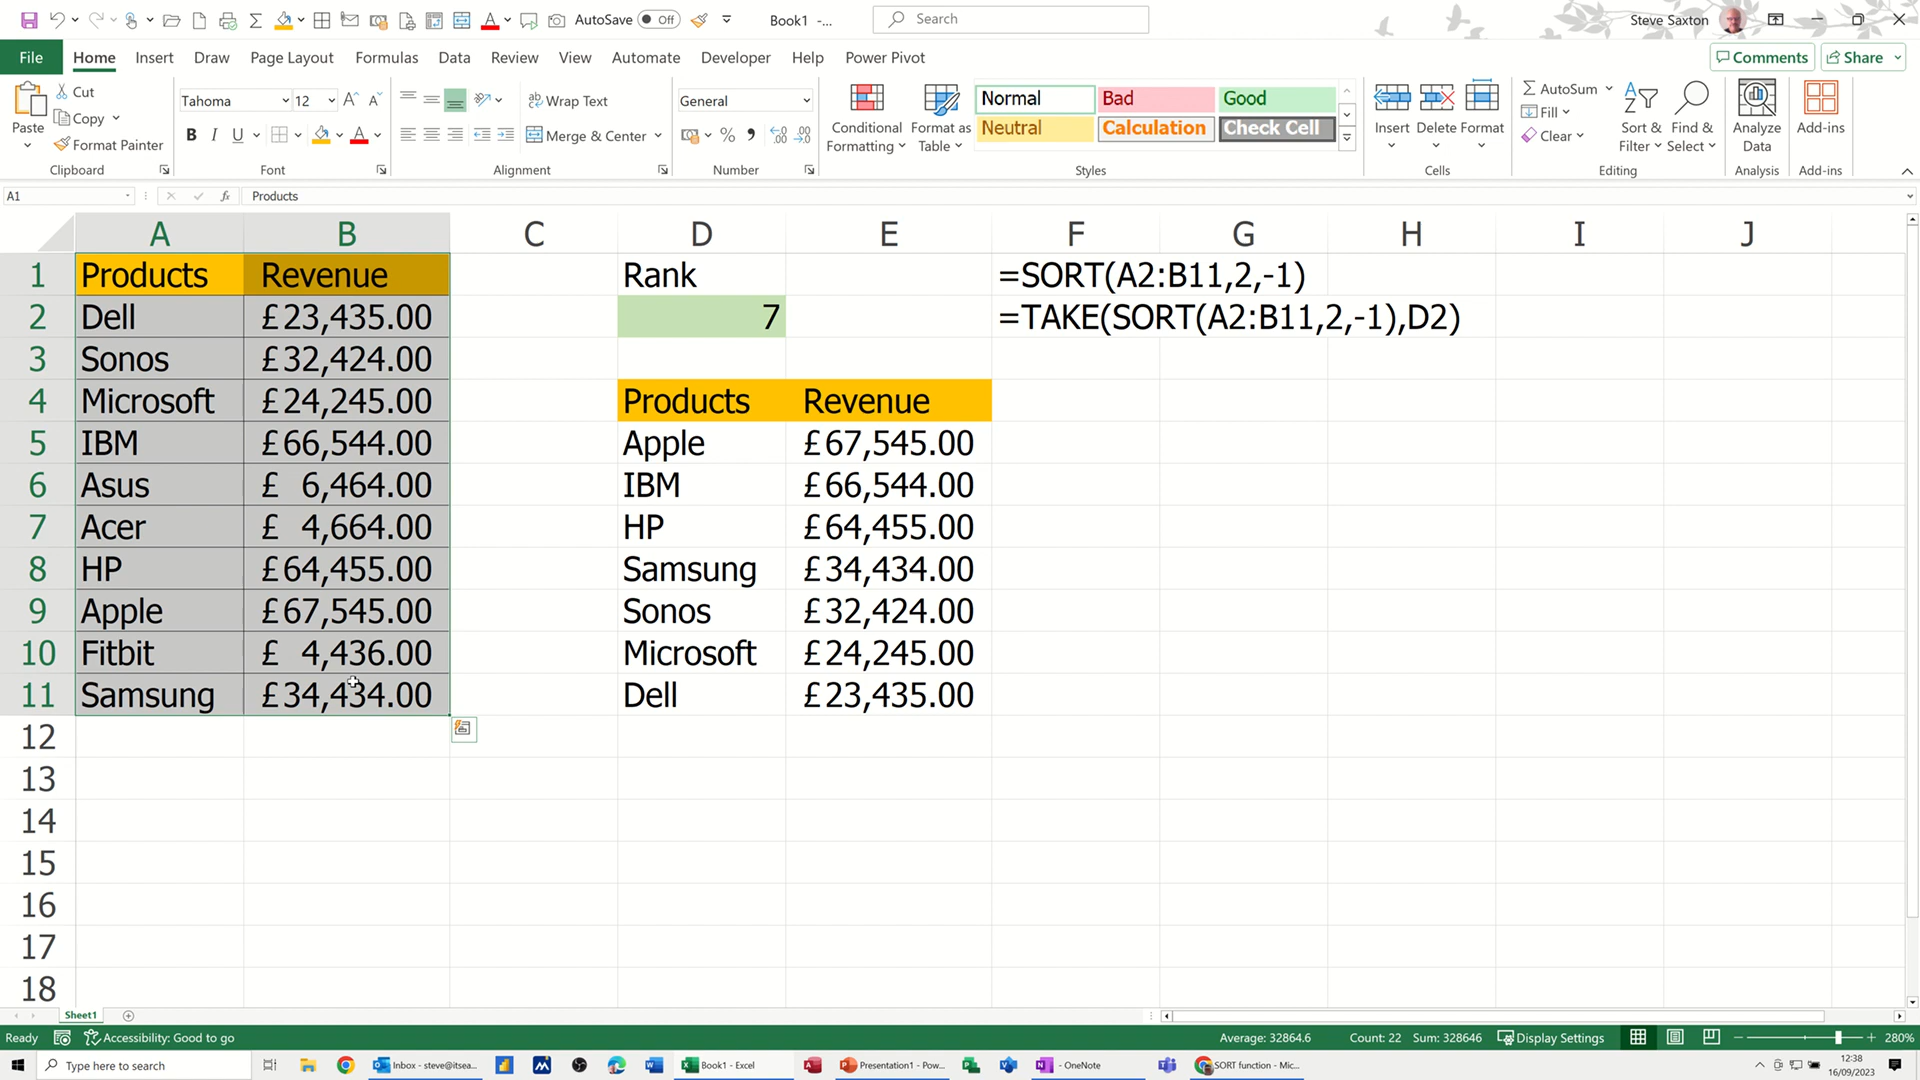 AutoSave Off Book1 -... Search Steve Saxton
File Home Insert Draw Page Layout Formulas Data Review View Automate Developer Help Power Pivot Comments Share
Paste Cut Copy Format Painter
Clipboard
Tahoma 12
B I U
Font
Wrap Text
Merge & Center
Alignment
General
Number
Conditional Formatting
Format as Table
Normal Bad Good
Neutral Calculation Check Cell
Styles
Insert Delete Format
Cells
AutoSum
Fill
Clear
Sort & Filter
Find & Select
Editing
Analyze Data
Analysis
Add-ins
Add-ins
A1 fx Products
A B C D E F G H I J
1 Products Revenue Rank =SORT(A2:B11,2,-1)
2 Dell £23,435.00 7 =TAKE(SORT(A2:B11,2,-1),D2)
3 Sonos £32,424.00
4 Microsoft £24,245.00 Products Revenue
5 IBM £66,544.00 Apple £67,545.00
6 Asus £ 6,464.00 IBM £66,544.00
7 Acer £ 4,664.00 HP £64,455.00
8 HP £64,455.00 Samsung £34,434.00
9 Apple £67,545.00 Sonos £32,424.00
10 Fitbit £ 4,436.00 Microsoft £24,245.00
11 Samsung £34,434.00 Dell £23,435.00
12
13
14
15
16
17
18
Sheet1
Ready Accessibility: Good to go Average: 32864.6 Count: 22 Sum: 328646 Display Settings 280%
Type here to search Inbox - steve@itsea... Book1 - Excel Presentation1 - Pow... - OneNote SORT function - Mic... 12:38
16/09/2023